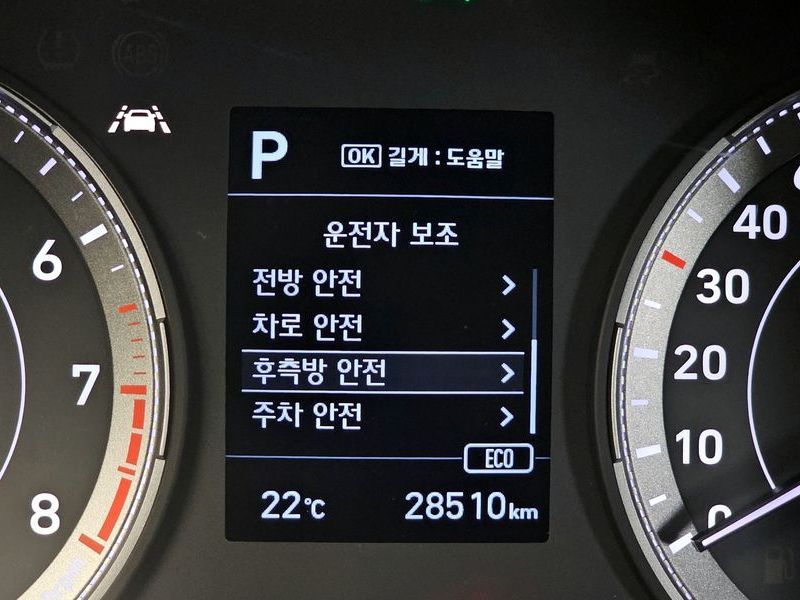 ABS
P
OK 길게 : 도움말
운전자 보조
전방 안전
차로 안전
후측방 안전
주차 안전
ECO
22°C
28510km
6
7
8
40
30
20
10
0